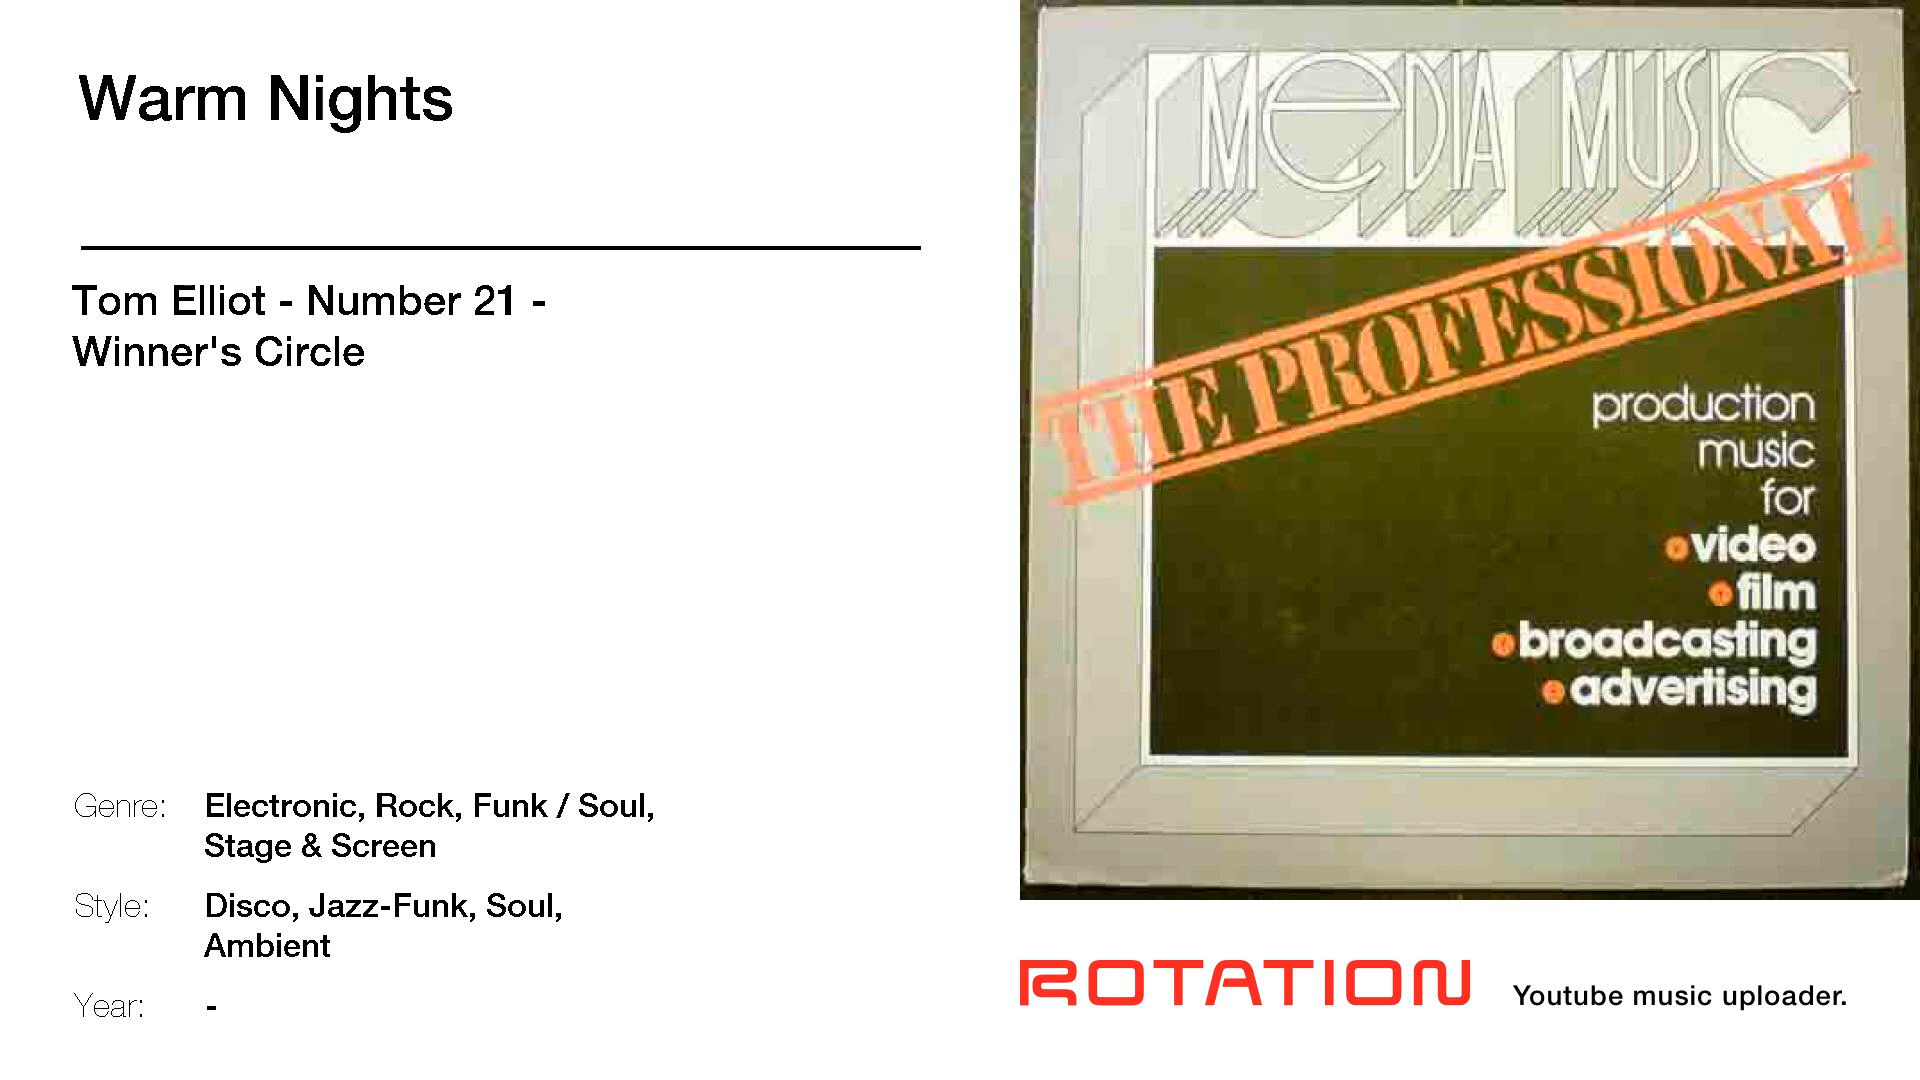 Warm Nights
Tom Elliot - Number 21 -
Winner's Circle
Genre: Electronic, Rock, Funk / Soul,
Stage & Screen
Style: Disco, Jazz-Funk, Soul,
Ambient
Year: -
MeDIA MUSIC
THE PROFESSIONAL
production
music
for
•video
•film
•broadcasting
•advertising
ROTATION Youtube music uploader.